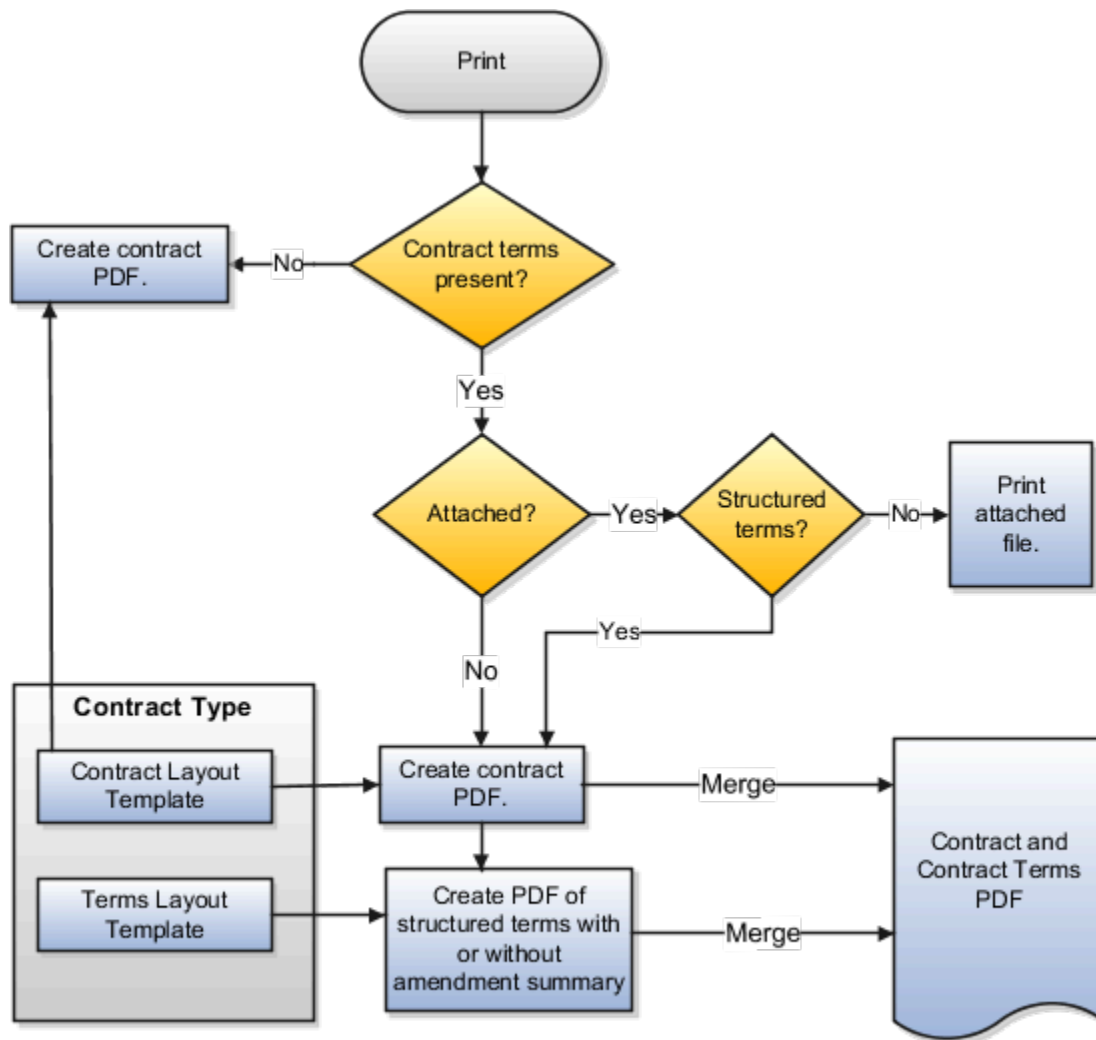 Print
Contract terms
present?
No
Create contract
PDF.
Yes
Attached?
Yes
Structured
terms?
No
Print
attached
file.
Yes
No
Contract Type
Contract Layout
Template
Create contract
PDF.
Merge
Contract and
Contract Terms
PDF
Terms Layout
Template
Create PDF of
structured terms with
or without
amendment summary
Merge